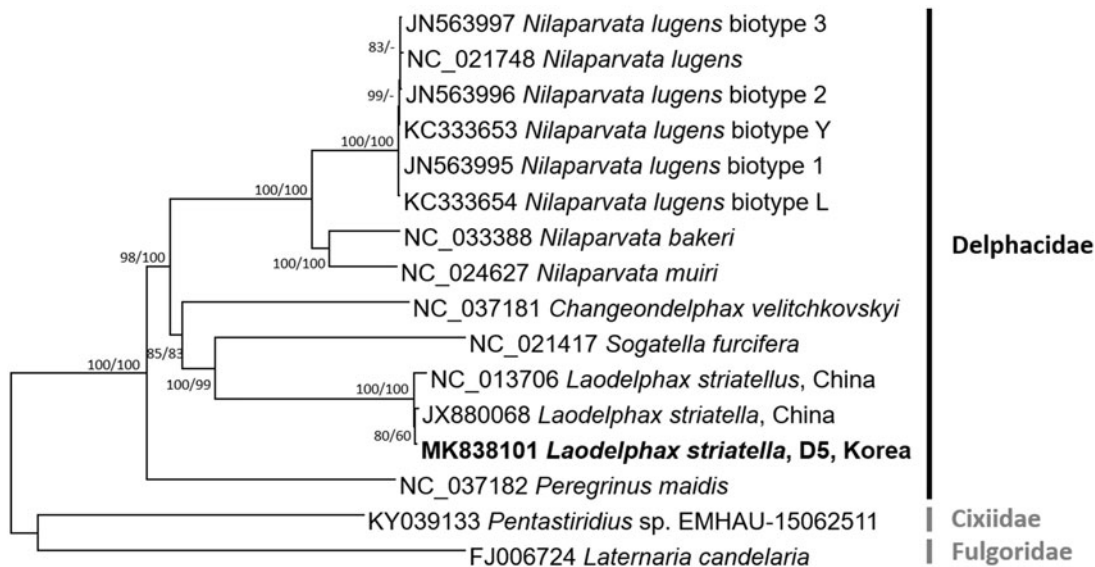 JN563997 Nilaparvata lugens biotype 3
83/-
NC_021748 Nilaparvata lugens
99/-
JN563996 Nilaparvata lugens biotype 2
KC333653 Nilaparvata lugens biotype Y
100/100
JN563995 Nilaparvata lugens biotype 1
100/100
KC333654 Nilaparvata lugens biotype L
NC_033388 Nilaparvata bakeri
Delphacidae
98/100
100/100
NC_024627 Nilaparvata muiri
NC_037181 Changeondelphax velitchkovskyi
NC_021417 Sogatella furcifera
85/83
100/100
100/99
100/100
NC_013706 Laodelphax striatellus, China
JX880068 Laodelphax striatella, China
80/60
MK838101 Laodelphax striatella, D5, Korea
NC_037182 Peregrinus maidis
KY039133 Pentastiridius sp. EMHAU-15062511
Cixiidae
FJ006724 Laternaria candelaria
Fulgoridae